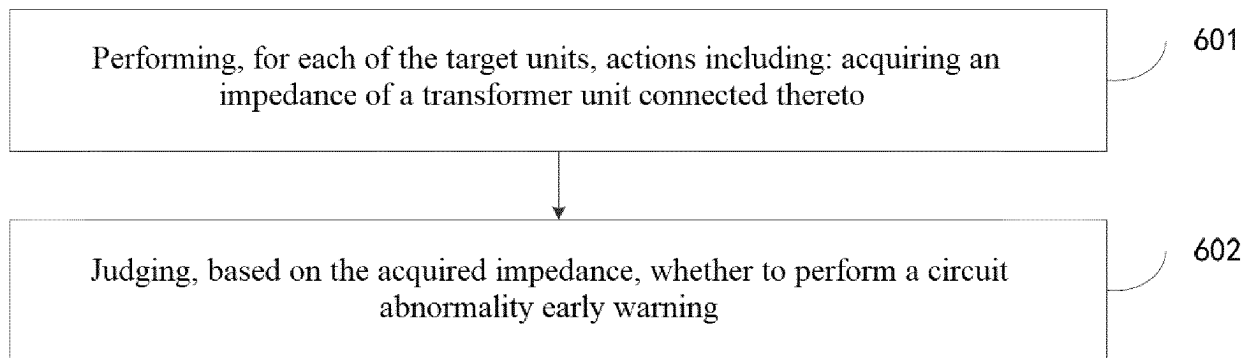 Performing, for each of the target units, actions including: acquiring an
impedance of a transformer unit connected thereto
601
Judging, based on the acquired impedance, whether to perform a circuit
abnormality early warning
602